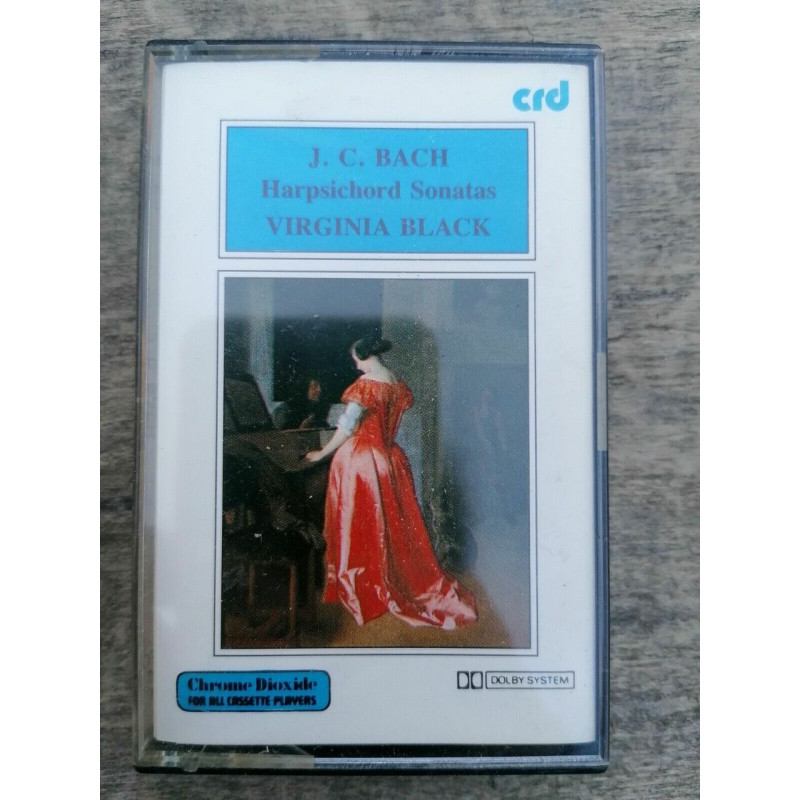 crd
J. C. BACH
Harpsichord Sonatas
VIRGINIA BLACK
Chrome Dioxide
FOR ALL CASSETTE PLAYERS
DOLBY SYSTEM